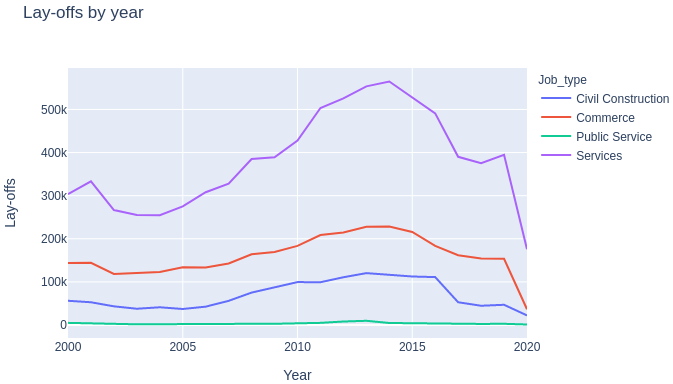 Lay-offs by year
Job_type
Civil Construction
Commerce
Public Service
Services
500k
400k
300k
200k
100k
0
Lay-offs
2000
2005
2010
2015
2020
Year